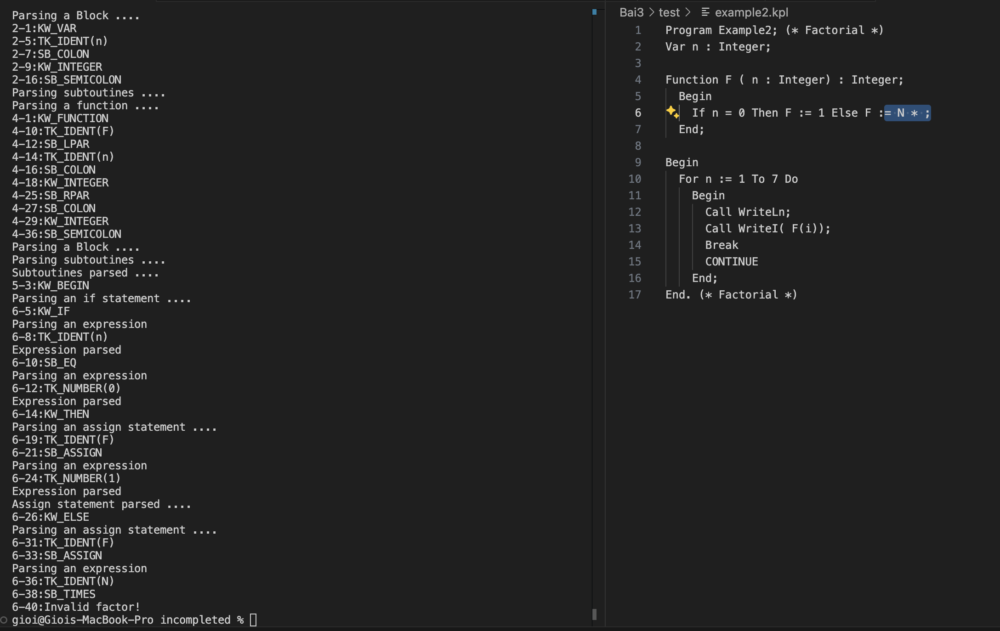 Parsing a Block ....
2-1:KW_VAR
2-5:TK_IDENT(n)
2-7:SB_COLON
2-9:KW_INTEGER
2-16:SB_SEMICOLON
Parsing subtoutines ....
Parsing a function ....
4-1:KW_FUNCTION
4-10:TK_IDENT(F)
4-12:SB_LPAR
4-14:TK_IDENT(n)
4-16:SB_COLON
4-18:KW_INTEGER
4-25:SB_RPAR
4-27:SB_COLON
4-29:KW_INTEGER
4-36:SB_SEMICOLON
Parsing a Block ....
Parsing subtoutines ....
Subtoutines parsed ....
5-3:KW_BEGIN
Parsing an if statement ....
6-5:KW_IF
Parsing an expression
6-8:TK_IDENT(n)
Expression parsed
6-10:SB_EQ
Parsing an expression
6-12:TK_NUMBER(0)
Expression parsed
6-14:KW_THEN
Parsing an assign statement ....
6-19:TK_IDENT(F)
6-21:SB_ASSIGN
Parsing an expression
6-24:TK_NUMBER(1)
Expression parsed
Assign statement parsed ....
6-26:KW_ELSE
Parsing an assign statement ....
6-31:TK_IDENT(F)
6-33:SB_ASSIGN
Parsing an expression
6-36:TK_IDENT(N)
6-38:SB_TIMES
6-40:Invalid factor!
gioi@Giois-MacBook-Pro incompleted %
Bai3 > test > example2.kpl
1 Program Example2; (* Factorial *)
2 Var n : Integer;
3
4 Function F ( n : Integer) : Integer;
5 Begin
6 If n = 0 Then F := 1 Else F := N * ;
7 End;
8
9 Begin
10 For n := 1 To 7 Do
11 Begin
12 Call WriteLn;
13 Call WriteI( F(i));
14 Break
15 CONTINUE
16 End;
17 End. (* Factorial *)